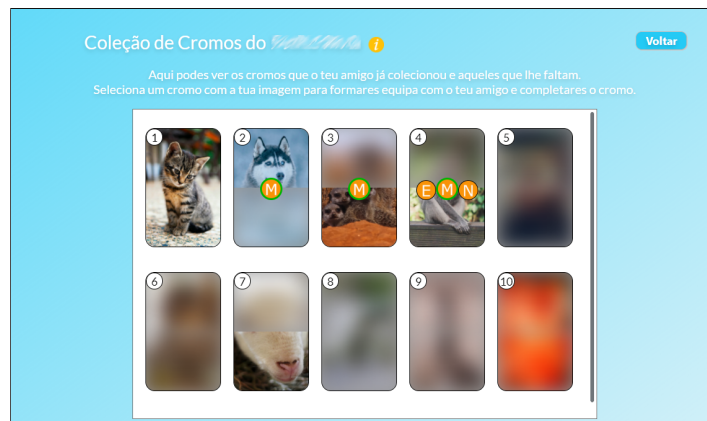 Coleção de Cromos do
i
Voltar
Aqui podes ver os cromos que o teu amigo já colecionou e aqueles que lhe faltam.
Seleciona um cromo com a tua imagem para formares equipa com o teu amigo e completares o cromo.
1 2 3 4 5
M M E M N
6 7 8 9 10